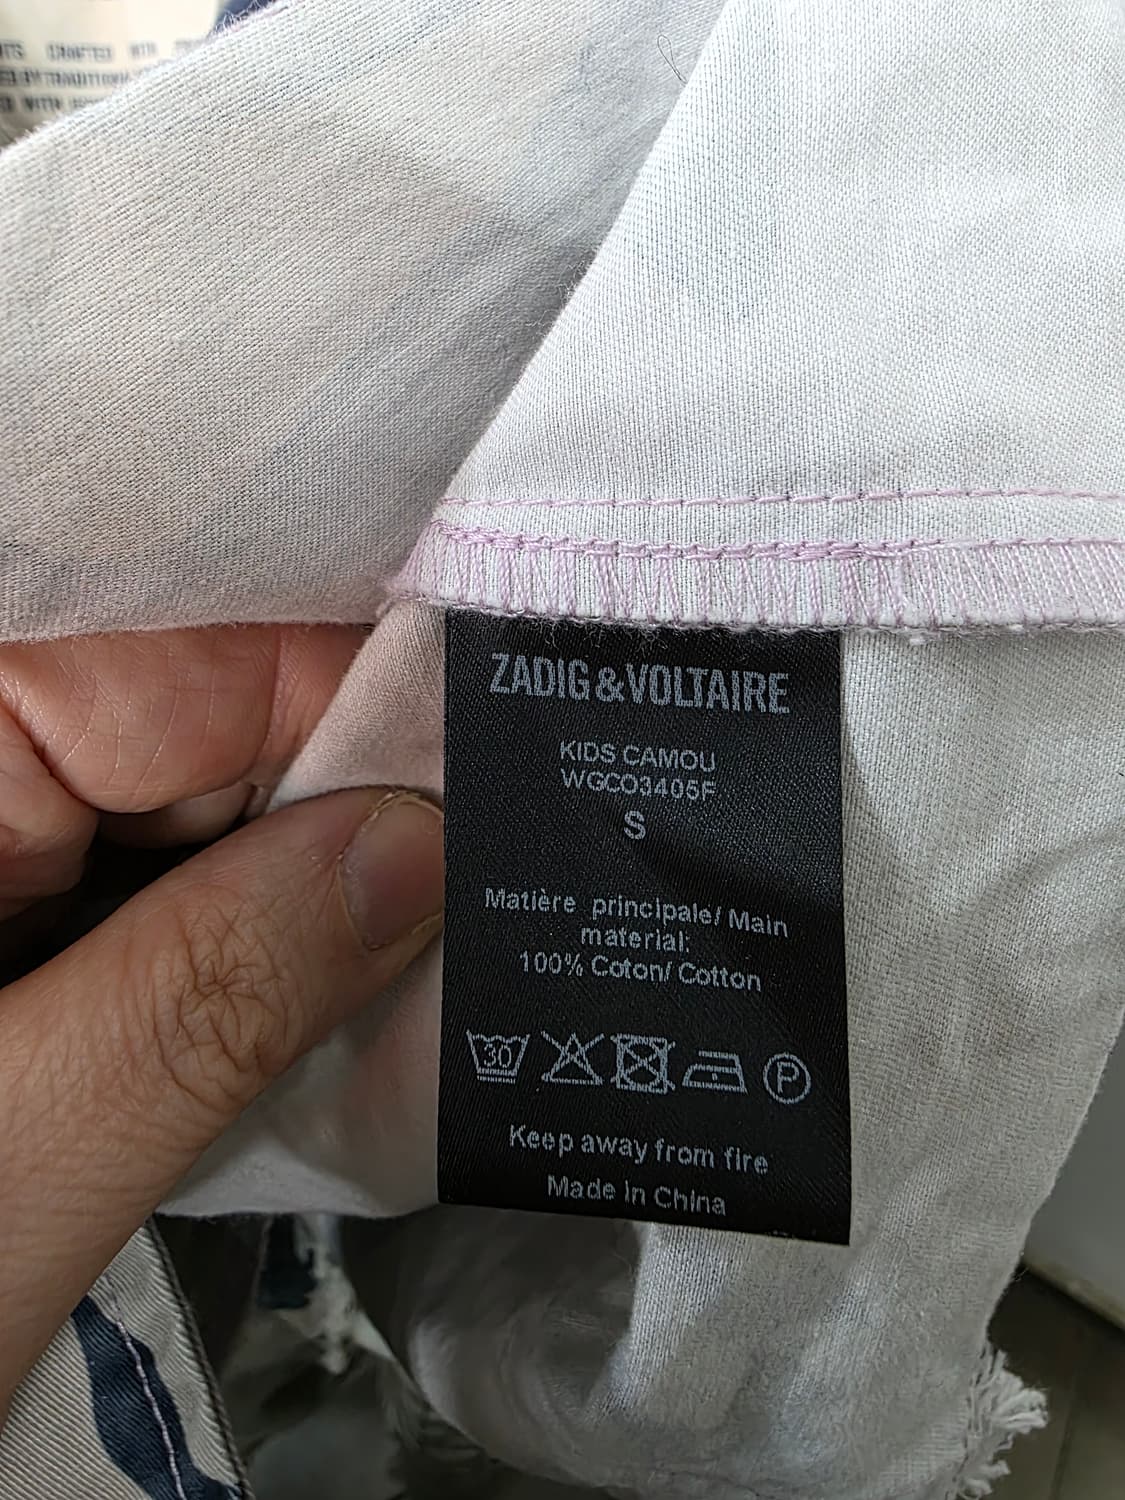 CRAFTED
ZADIG&VOLTAIRE
KIDS CAMOU
WGCO3405F
S
Matière principale/ Main
material:
100% Coton/ Cotton
30 P
Keep away from fire
Made in China